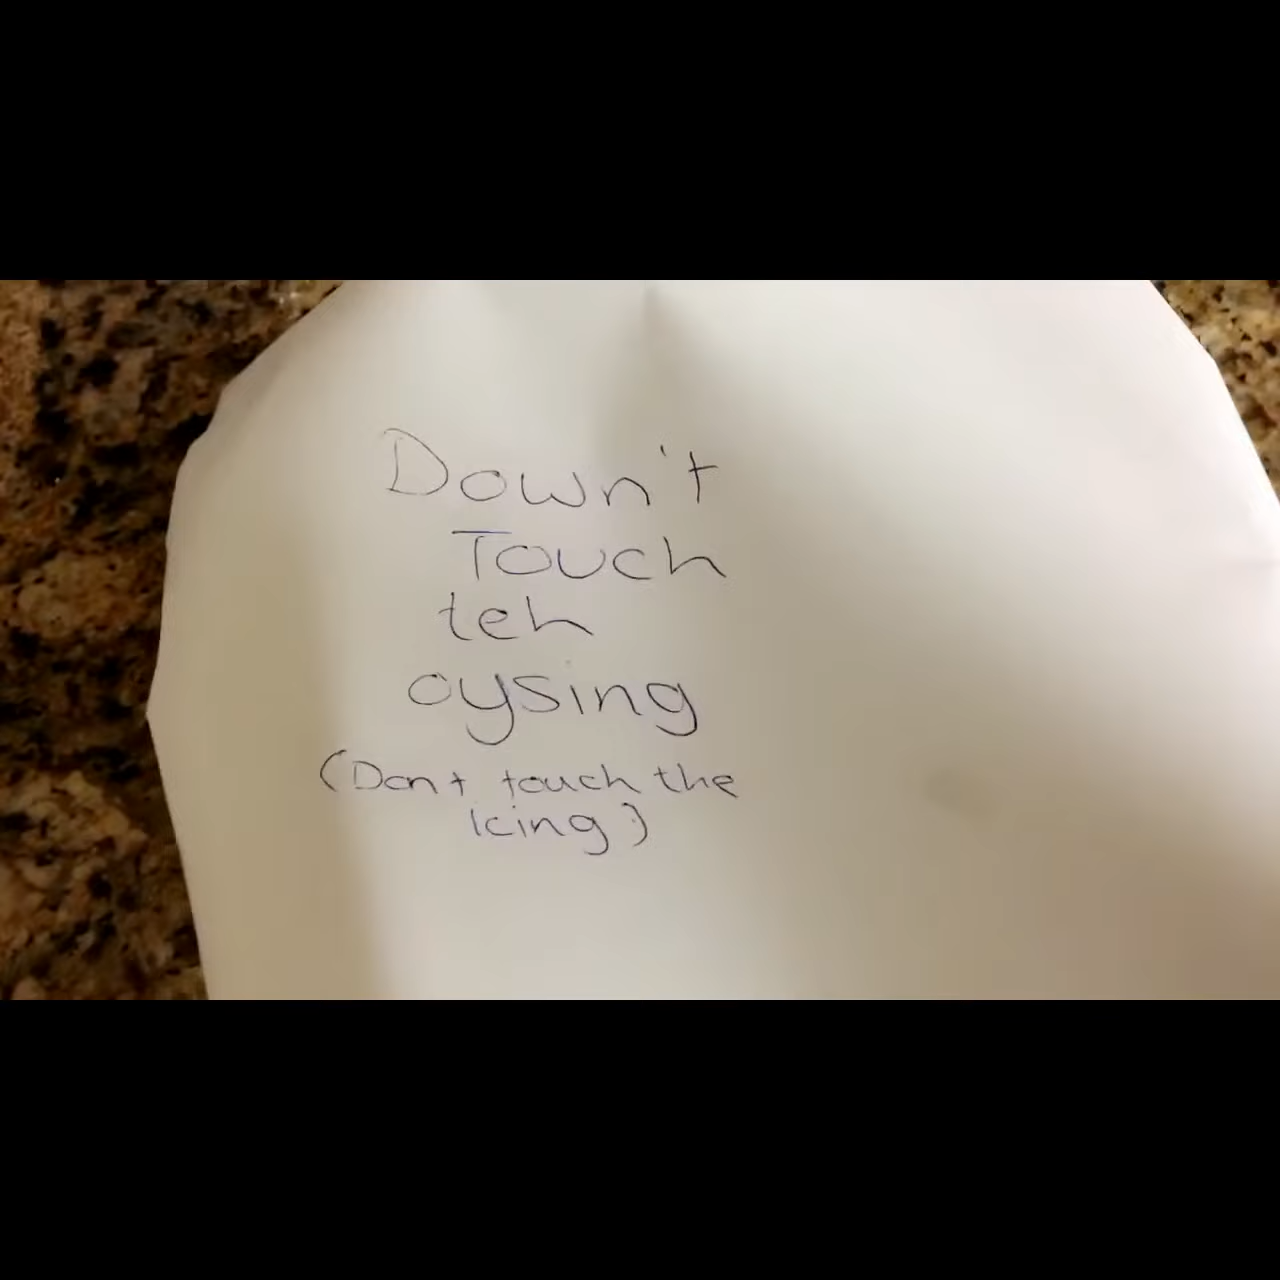 Down't
Touch
teh
oysing
(Dont touch the
Icing)